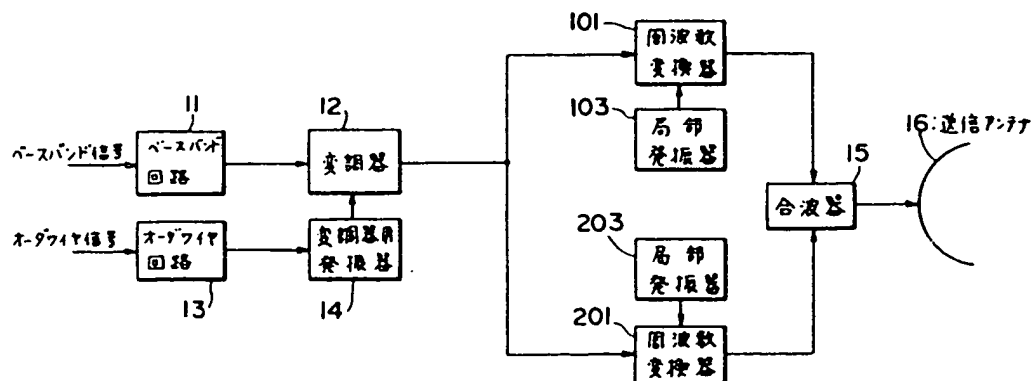 101
周波数
変換器
11
12
103
局部
発振器
16:送信アンテナ
ベースバンド信号
ベースバンド
回路
変調器
15
合波器
オーダワイヤ信号
オーダワイヤ
回路
変調器用
発振器
203
局部
発振器
13
14
201
周波数
変換器